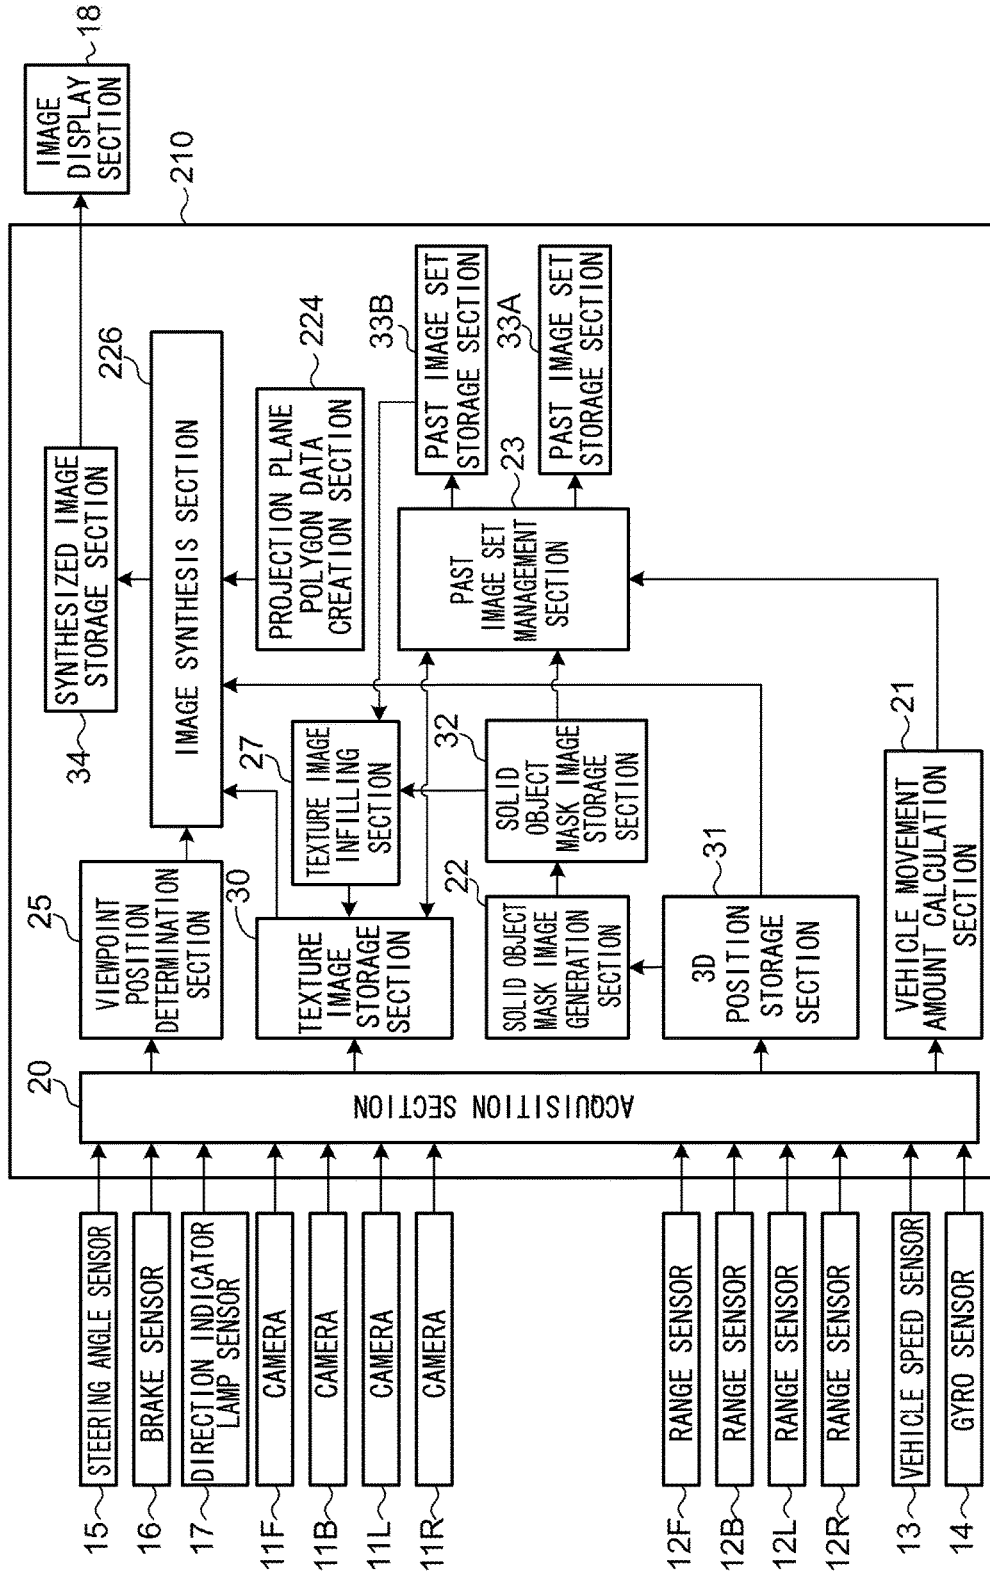 15
STEERING ANGLE SENSOR
16
BRAKE SENSOR
17
DIRECTION INDICATOR
LAMP SENSOR
11F
CAMERA
11B
CAMERA
11L
CAMERA
11R
CAMERA
12F
RANGE SENSOR
12B
RANGE SENSOR
12L
RANGE SENSOR
12R
RANGE SENSOR
13
VEHICLE SPEED SENSOR
14
GYRO SENSOR
20
ACQUISITION SECTION
25
VIEWPOINT
POSITION
DETERMINATION
SECTION
30
TEXTURE
IMAGE
STORAGE
SECTION
22
SOLID OBJECT
MASK IMAGE
GENERATION
SECTION
31
3D
POSITION
STORAGE
SECTION
21
VEHICLE MOVEMENT
AMOUNT CALCULATION
SECTION
27
TEXTURE IMAGE
INFILLING
SECTION
32
SOLID
OBJECT
MASK IMAGE
STORAGE
SECTION
34
SYNTHESIZED IMAGE
STORAGE SECTION
226
IMAGE SYNTHESIS SECTION
224
PROJECTION PLANE
POLYGON DATA
CREATION SECTION
23
PAST
IMAGE SET
MANAGEMENT
SECTION
33B
PAST IMAGE SET
STORAGE SECTION
33A
PAST IMAGE SET
STORAGE SECTION
210
18
IMAGE
DISPLAY
SECTION